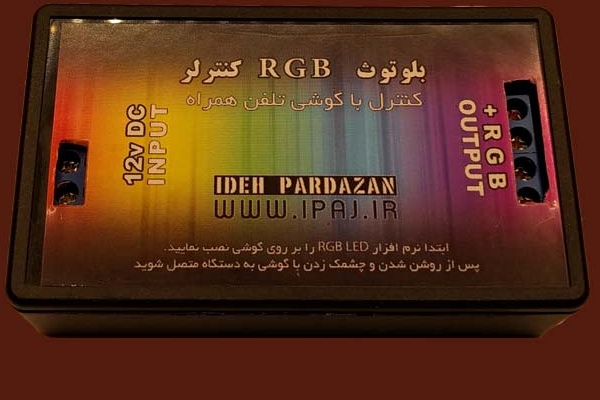 بلوتوث RGB کنترلر
کنترل با گوشی تلفن همراه
12v DC
INPUT
+ R G B
OUTPUT
IDEH PARDAZAN
WWW.IPAJ.IR
ابتدا نرم افزار RGB LED را بر روی گوشی نصب نمایید.
پس از روشن شدن و چشمک زدن با گوشی به دستگاه متصل شوید